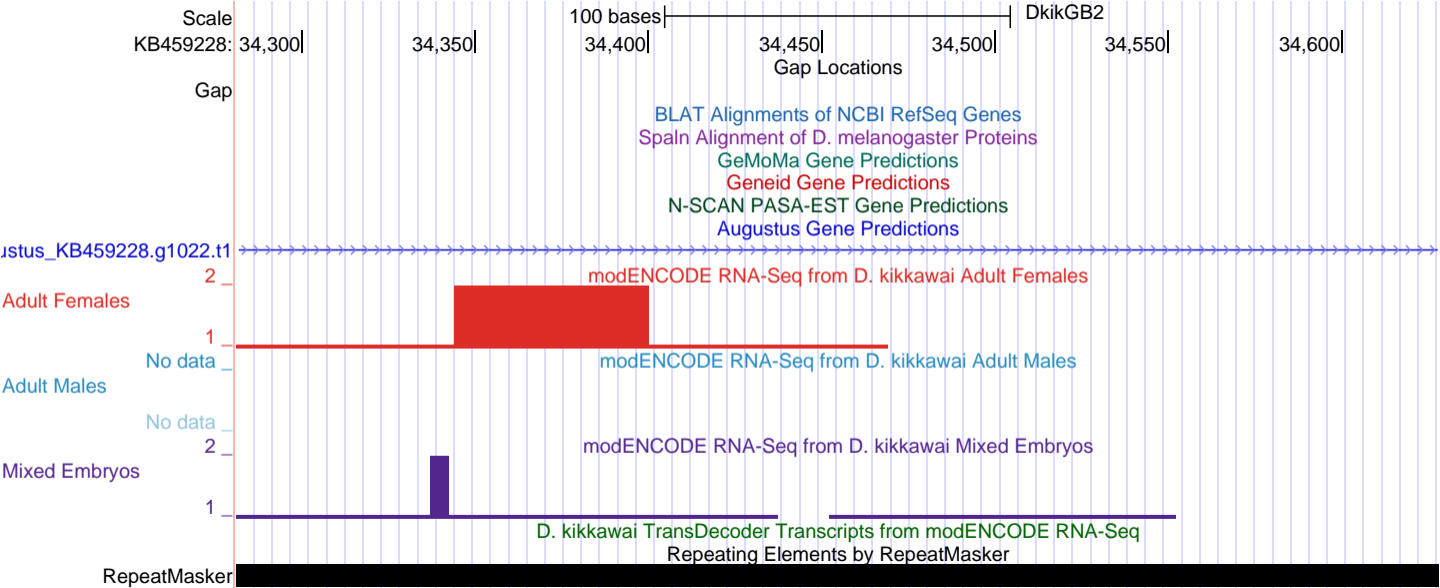 Scale 100 bases DkikGB2
KB459228: 34,300 34,350 34,400 34,450 34,500 34,550 34,600
Gap Locations
Gap
BLAT Alignments of NCBI RefSeq Genes
Spaln Alignment of D. melanogaster Proteins
GeMoMa Gene Predictions
Geneid Gene Predictions
N-SCAN PASA-EST Gene Predictions
Augustus Gene Predictions
ustus_KB459228.g1022.t1
2 modENCODE RNA-Seq from D. kikkawai Adult Females
Adult Females
1
No data modENCODE RNA-Seq from D. kikkawai Adult Males
Adult Males
No data
2 modENCODE RNA-Seq from D. kikkawai Mixed Embryos
Mixed Embryos
1
D. kikkawai TransDecoder Transcripts from modENCODE RNA-Seq
Repeating Elements by RepeatMasker
RepeatMasker